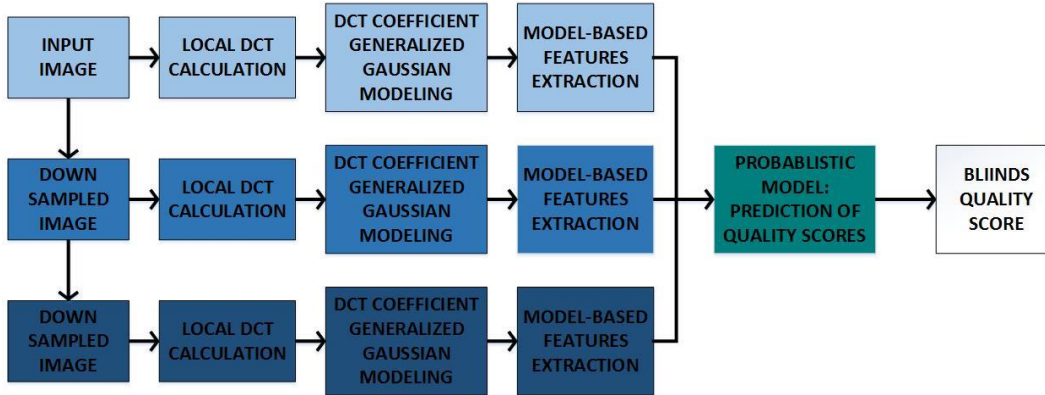 INPUT
IMAGE
LOCAL DCT
CALCULATION
DCT COEFFICIENT
GENERALIZED
GAUSSIAN
MODELING
MODEL-BASED
FEATURES
EXTRACTION
DOWN
SAMPLED
IMAGE
LOCAL DCT
CALCULATION
DCT COEFFICIENT
GENERALIZED
GAUSSIAN
MODELING
MODEL-BASED
FEATURES
EXTRACTION
PROBABLISTIC
MODEL:
PREDICTION OF
QUALITY SCORES
BLIINDS
QUALITY
SCORE
DOWN
SAMPLED
IMAGE
LOCAL DCT
CALCULATION
DCT COEFFICIENT
GENERALIZED
GAUSSIAN
MODELING
MODEL-BASED
FEATURES
EXTRACTION